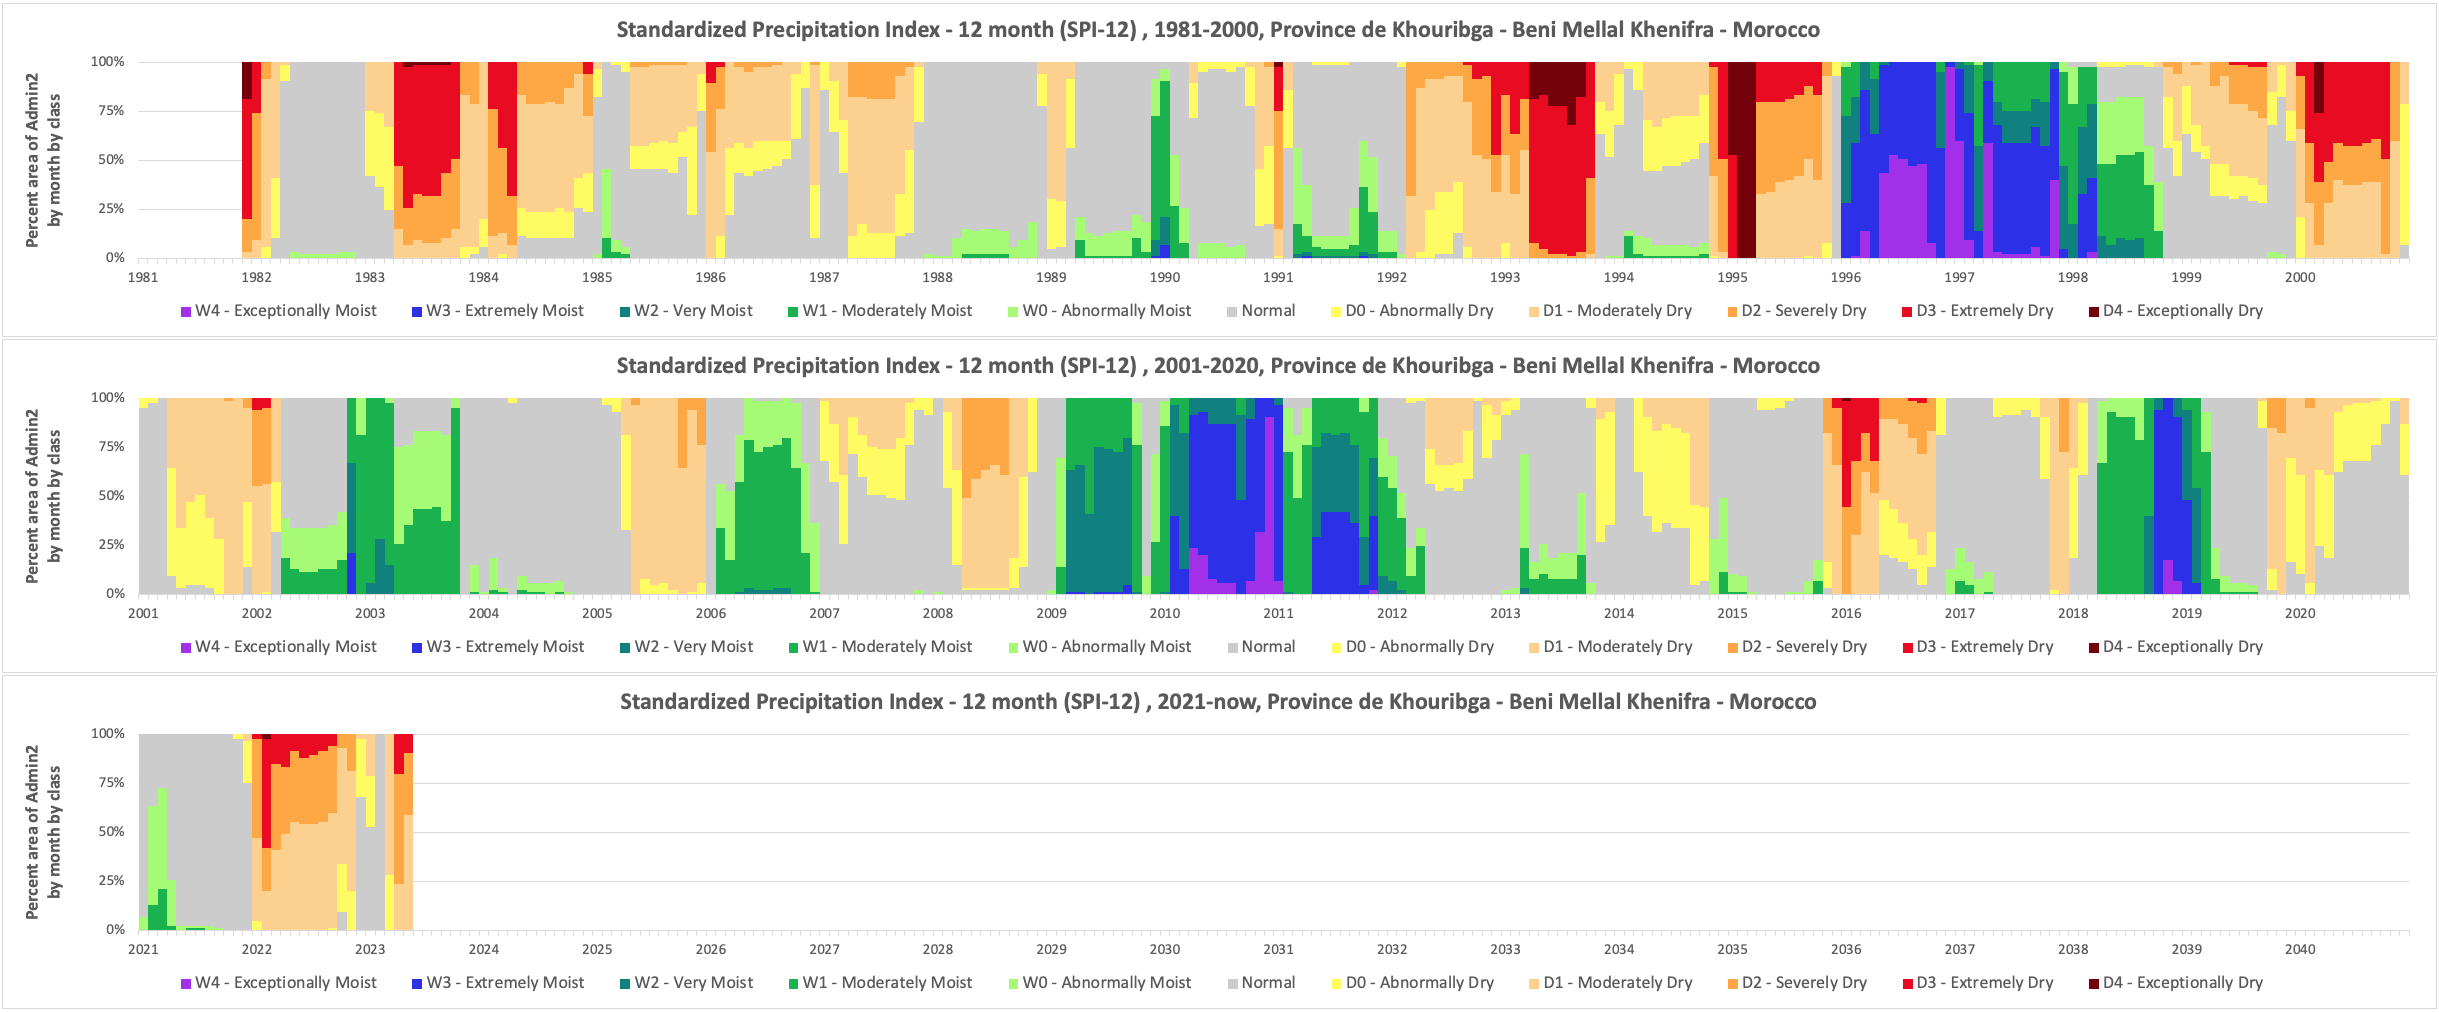 Standardized Precipitation Index - 12 month (SPI-12) , 1981-2000, Province de Khouribga - Beni Mellal Khenifra - Morocco
Percent area of Admin2
by month by class
100%
75%
50%
25%
0%
1981 1982 1983 1984 1985 1986 1987 1988 1989 1990 1991 1992 1993 1994 1995 1996 1997 1998 1999 2000
W4 - Exceptionally Moist W3 - Extremely Moist W2 - Very Moist W1 - Moderately Moist W0 - Abnormally Moist Normal D0 - Abnormally Dry D1 - Moderately Dry D2 - Severely Dry D3 - Extremely Dry D4 - Exceptionally Dry
Standardized Precipitation Index - 12 month (SPI-12) , 2001-2020, Province de Khouribga - Beni Mellal Khenifra - Morocco
Percent area of Admin2
by month by class
100%
75%
50%
25%
0%
2001 2002 2003 2004 2005 2006 2007 2008 2009 2010 2011 2012 2013 2014 2015 2016 2017 2018 2019 2020
W4 - Exceptionally Moist W3 - Extremely Moist W2 - Very Moist W1 - Moderately Moist W0 - Abnormally Moist Normal D0 - Abnormally Dry D1 - Moderately Dry D2 - Severely Dry D3 - Extremely Dry D4 - Exceptionally Dry
Standardized Precipitation Index - 12 month (SPI-12) , 2021-now, Province de Khouribga - Beni Mellal Khenifra - Morocco
Percent area of Admin2
by month by class
100%
75%
50%
25%
0%
2021 2022 2023 2024 2025 2026 2027 2028 2029 2030 2031 2032 2033 2034 2035 2036 2037 2038 2039 2040
W4 - Exceptionally Moist W3 - Extremely Moist W2 - Very Moist W1 - Moderately Moist W0 - Abnormally Moist Normal D0 - Abnormally Dry D1 - Moderately Dry D2 - Severely Dry D3 - Extremely Dry D4 - Exceptionally Dry